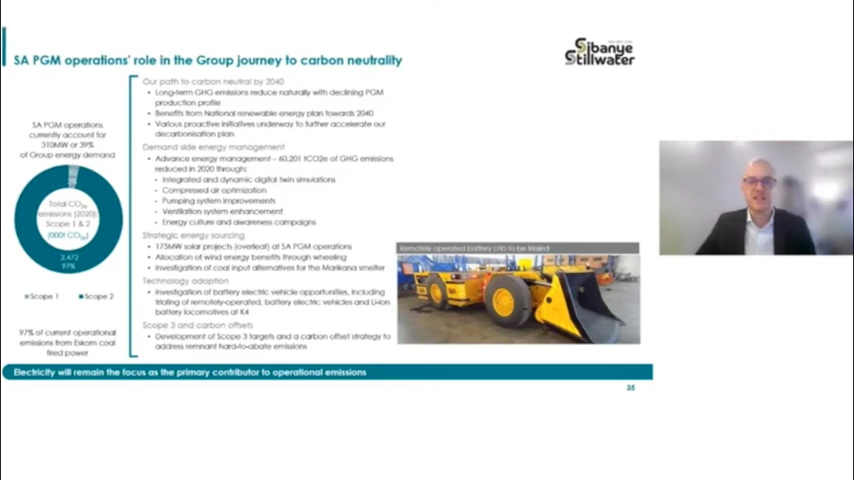 SA PGM operations' role in the Group journey to carbon neutrality
Sibanye
Stillwater
SA PGM operations
currently account for
310MW or 39%
of Group energy demand
Total CO2e
emissions (2020):
Scope 1 & 2
(000t CO2e)
2,472
97%
Scope 1
Scope 2
97% of current operational
emissions from Eskom coal
fired power
Our path to carbon neutral by 2040
• Long-term GHG emissions reduce naturally with declining PGM
production profile
• Benefits from National renewable energy plan towards 2040
• Various proactive initiatives underway to further accelerate our
decarbonisation plan
Demand side energy management
• Advance energy management – 60,201 tCO2e of GHG emissions
reduced in 2020 through:
- Integrated and dynamic digital twin simulations
- Compressed air optimization
- Pumping system improvements
- Ventilation system enhancement
- Energy culture and awareness campaigns
Strategic energy sourcing
• 175MW solar projects (overleaf) at SA PGM operations
• Allocation of wind energy benefits through wheeling
• Investigation of coal input alternatives for the Marikana smelter
Technology adoption
• Investigation of battery electric vehicle opportunities, including
trialing of remotely-operated, battery electric vehicles and Li-ion
battery locomotives at K4
Scope 3 and carbon offsets
• Development of Scope 3 targets and a carbon offset strategy to
address remnant hard-to-abate emissions
Remotely operated battery LHD to be trialed
Electricity will remain the focus as the primary contributor to operational emissions
35